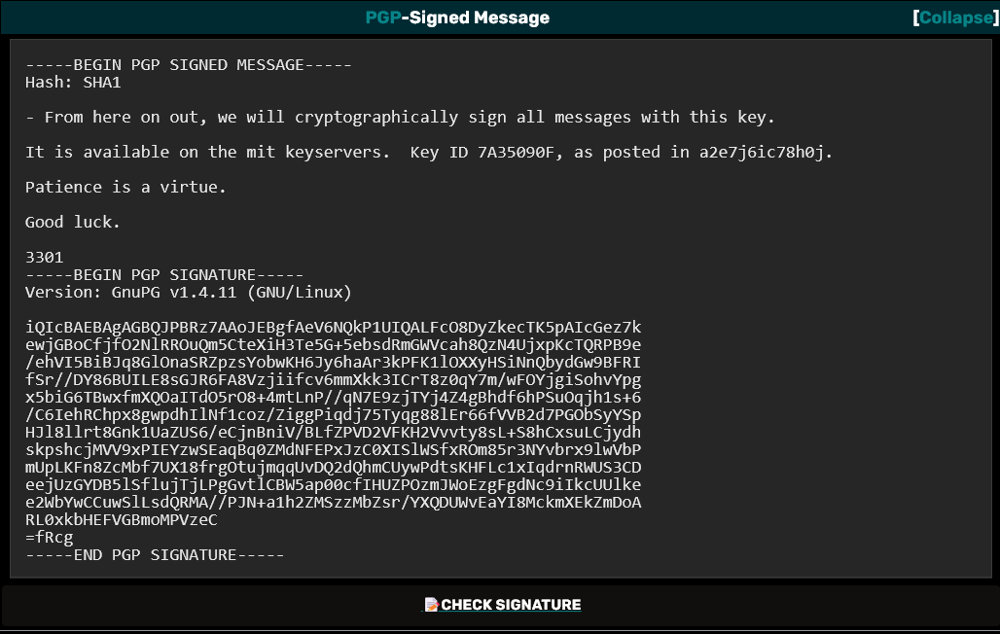 PGP-Signed Message
[Collapse]
-----BEGIN PGP SIGNED MESSAGE-----
Hash: SHA1
- From here on out, we will cryptographically sign all messages with this key.
It is available on the mit keyservers.  Key ID 7A35090F, as posted in a2e7j6ic78h0j.
Patience is a virtue.
Good luck.
3301
-----BEGIN PGP SIGNATURE-----
Version: GnuPG v1.4.11 (GNU/Linux)
iQIcBAEBAgAGBQJPBRz7AAoJEBgfAeV6NQkP1UIQALFcO8DyZkecTK5pAIcGez7k
ewjGBoCfjfO2NlRROuQm5CteXiH3Te5G+5ebsdRmGWVcah8QzN4UjxpKcTQRPB9e
/ehVI5BiBJq8GlOnaSRZpzsYobwKH6Jy6haAr3kPFK1lOXXyHSiNnQbydGw9BFRI
fSr//DY86BUILE8sGJR6FA8Vzjiifcv6mmXkk3ICrT8z0qY7m/wFOYjgiSohvYpg
x5biG6TBwxfmXQOaITdO5rO8+4mtLnP//qN7E9zjTYj4Z4gBhdf6hPSuOqjh1s+6
/C6IehRChpx8gwpdhIlNf1coz/ZiggPiqdj75Tyqg88lEr66fVVB2d7PGObSyYSp
HJl8llrt8Gnk1UaZUS6/eCjnBniV/BLfZPVD2VFKH2Vvvty8sL+S8hCxsuLCjydh
skpshcjMVV9xPIEYzwSEaqBq0ZMdNFEPxJzC0XISlWSfxROm85r3NYvbrx9lwVbP
mUpLKFn8ZcMbf7UX18frgOtujmqqUvDQ2dQhmCUywPdtsKHFLc1xIqdrnRWUS3CD
eejUzGYDB5lSflujTjLPgGvtlCBW5ap00cfIHUZPOzmJWoEzgFgdNc9iIkcUUlke
e2WbYwCCuwSlLsdQRMA//PJN+a1h2ZMSzzMbZsr/YXQDUWvEaYI8MckmXEkZmDoA
RL0xkbHEFVGBmoMPVzeC
=fRcg
-----END PGP SIGNATURE-----
CHECK SIGNATURE